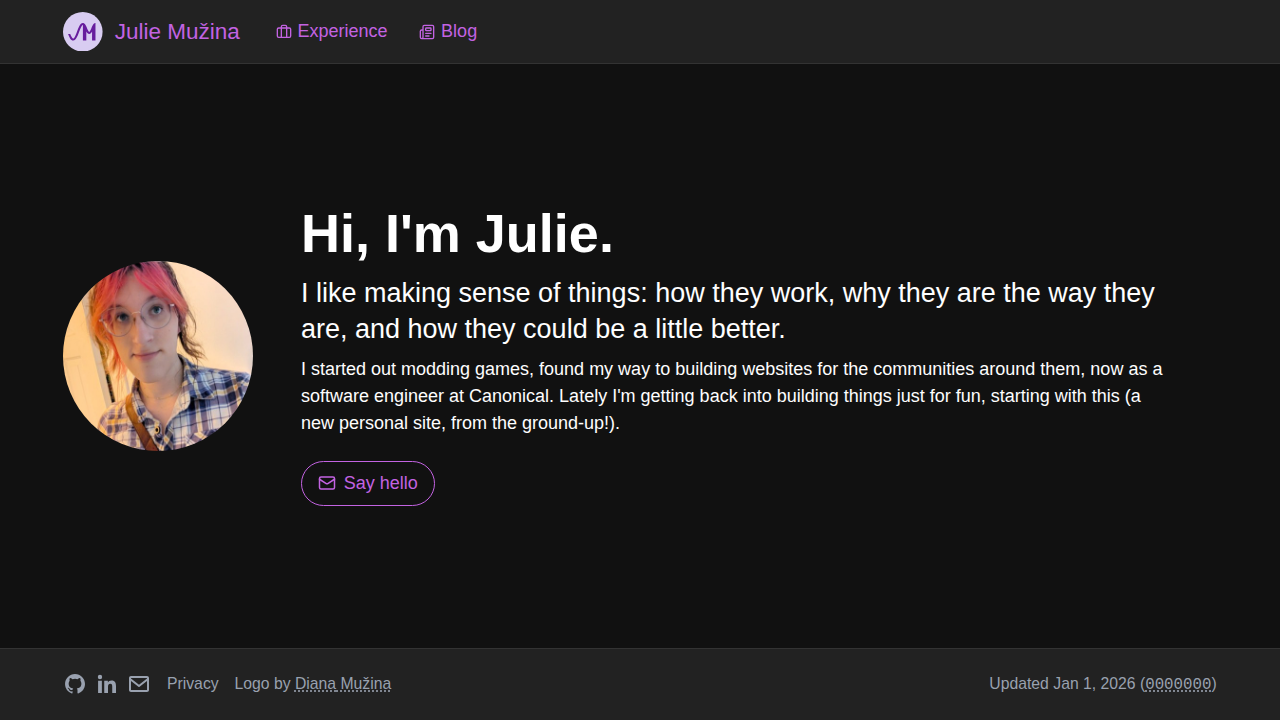 Julie Mužina
Experience
Blog
Hi, I'm Julie.
I like making sense of things: how they work, why they are the way they
are, and how they could be a little better.
I started out modding games, found my way to building websites for the communities around them, now as a
software engineer at Canonical. Lately I'm getting back into building things just for fun, starting with this (a
new personal site, from the ground-up!).
Say hello
Privacy
Logo by Diana Mužina
Updated Jan 1, 2026 (0000000)